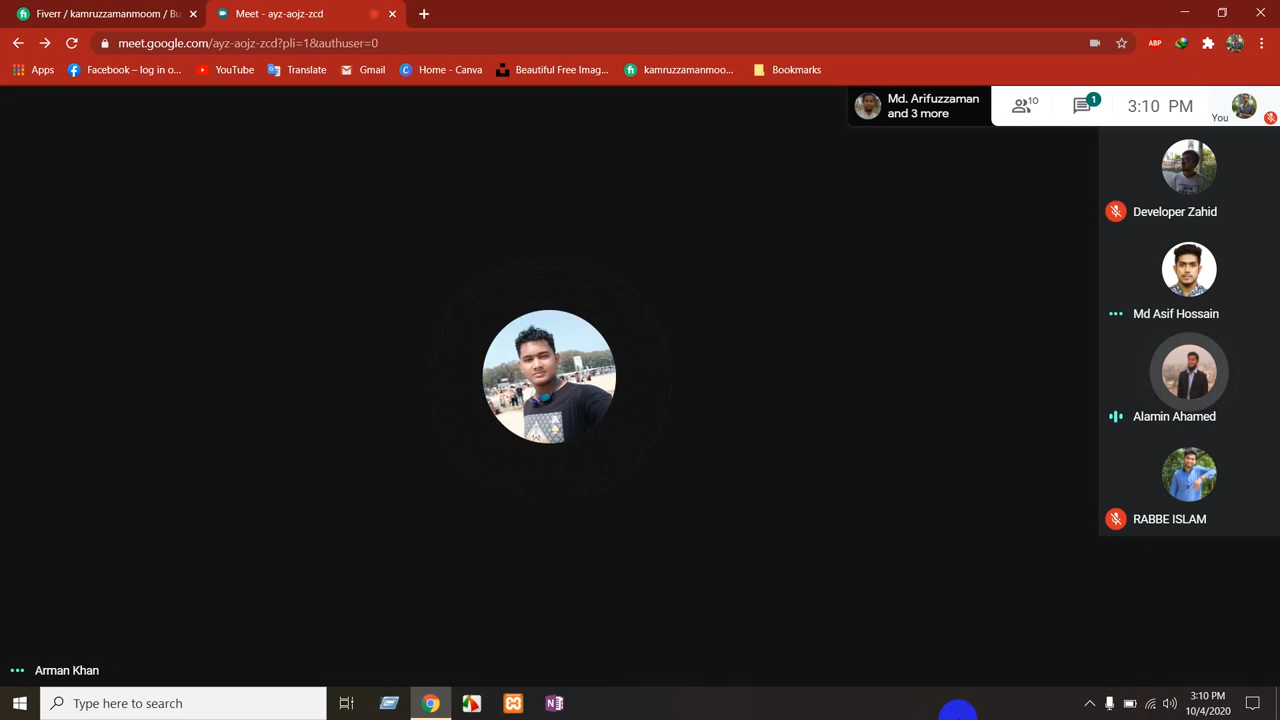 Fiverr / kamruzzamanmoom / Bu
Meet - ayz-aojz-zcd
meet.google.com/ayz-aojz-zcd?pli=1&authuser=0
ABP
Apps
Facebook – log in o...
YouTube
Translate
Gmail
Home - Canva
Beautiful Free Imag...
kamruzzamanmoo...
Bookmarks
Md. Arifuzzaman
and 3 more
10
1
3:10 PM
You
Developer Zahid
Md Asif Hossain
Alamin Ahamed
RABBE ISLAM
Arman Khan
Type here to search
3:10 PM
10/4/2020